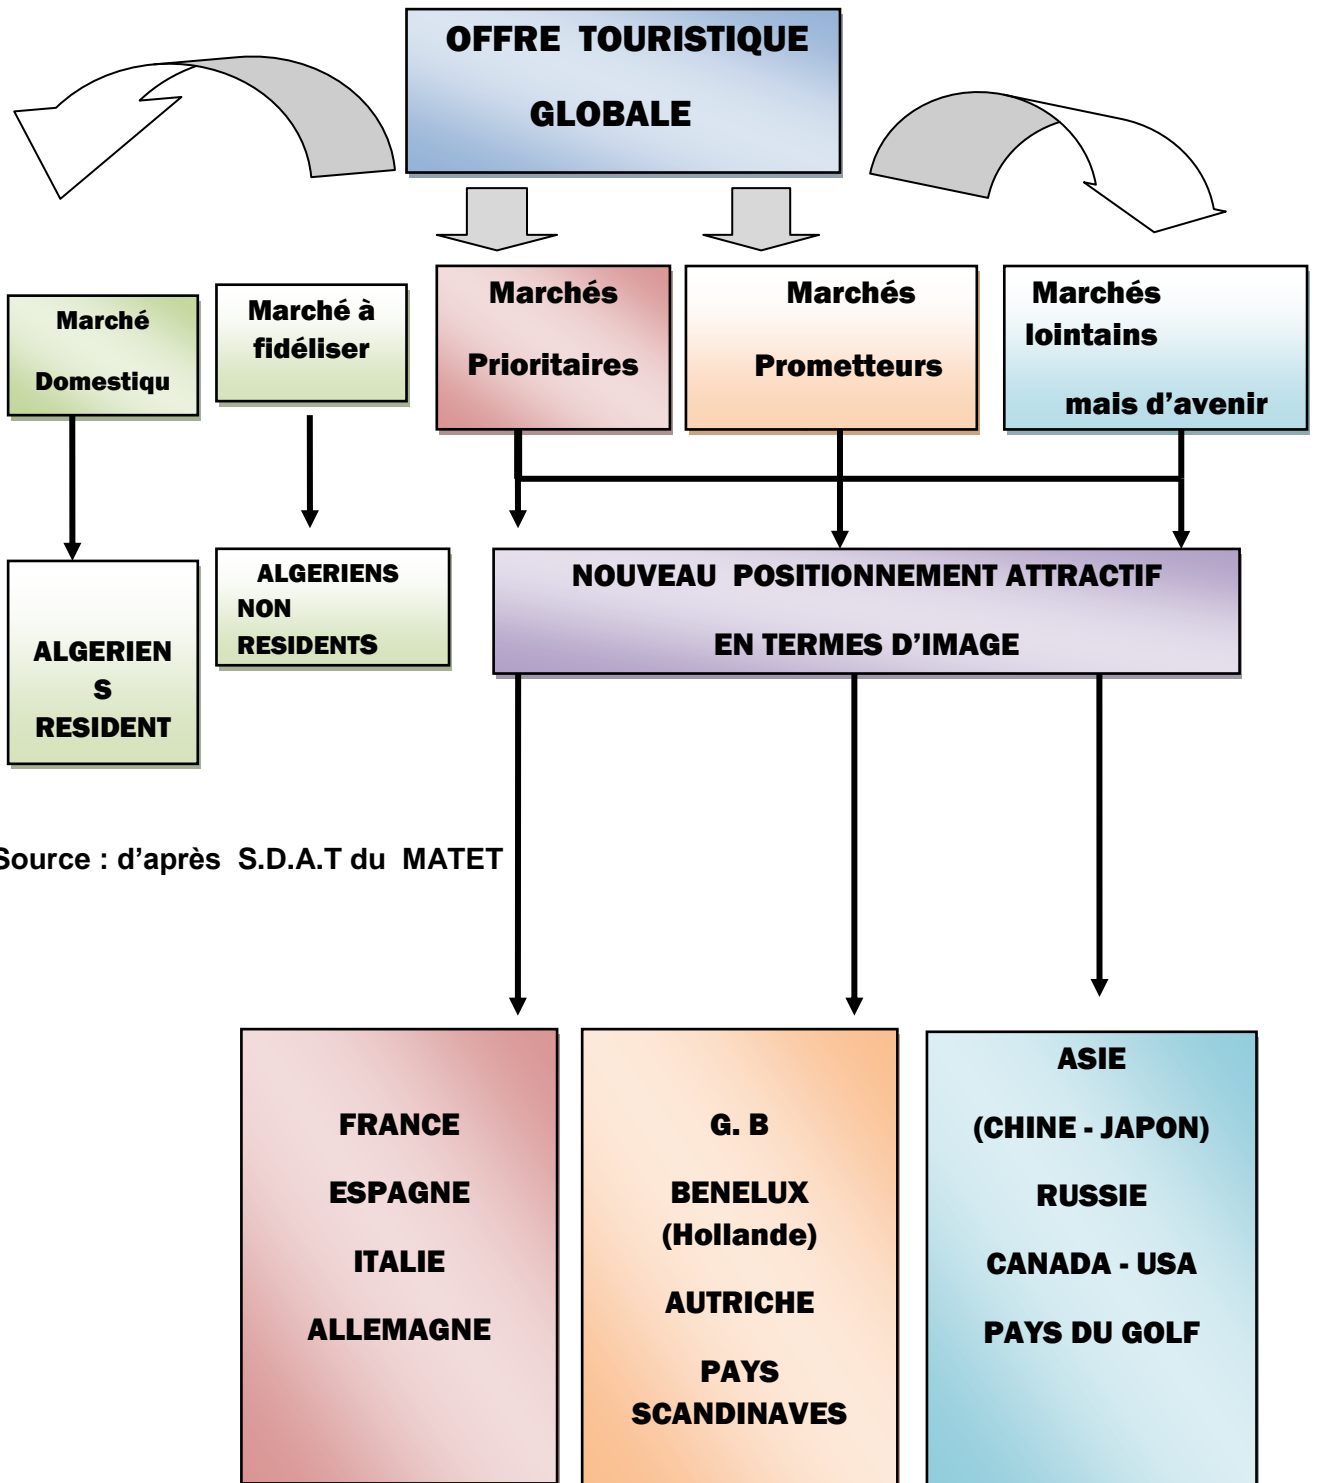 OFFRE TOURISTIQUE
GLOBALE
Marché
Domestiqu
Marché à
fidéliser
Marchés
Prioritaires
Marchés
Prometteurs
Marchés
lointains
mais d'avenir
ALGERIEN
S
RESIDENT
ALGERIENS
NON
RESIDENTS
NOUVEAU POSITIONNEMENT ATTRACTIF
EN TERMES D'IMAGE
Source : d'après S.D.A.T du MATET
FRANCE
ESPAGNE
ITALIE
ALLEMAGNE
G. B
BENELUX
(Hollande)
AUTRICHE
PAYS
SCANDINAVES
ASIE
(CHINE - JAPON)
RUSSIE
CANADA - USA
PAYS DU GOLF